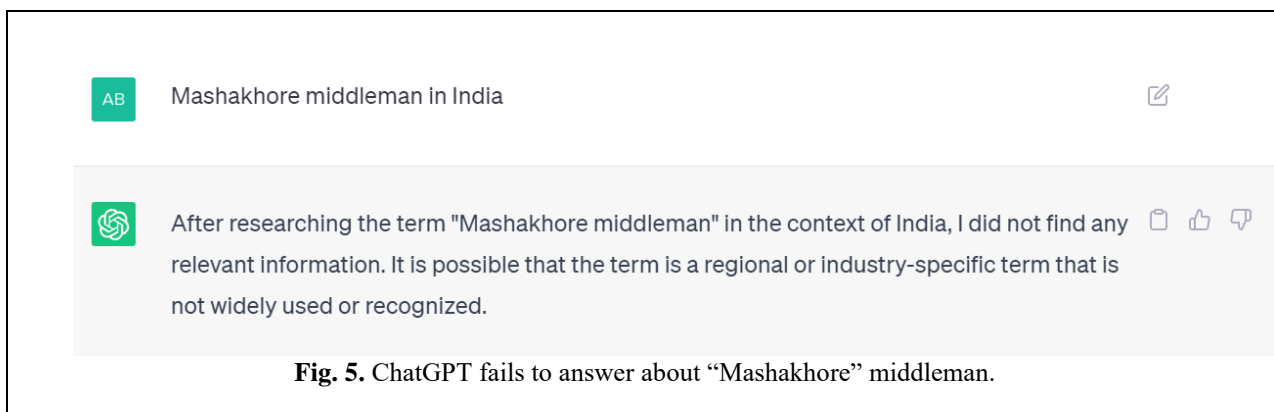 AB
Mashakhore middleman in India
After researching the term "Mashakhore middleman" in the context of India, I did not find any
relevant information. It is possible that the term is a regional or industry-specific term that is
not widely used or recognized.
Fig. 5. ChatGPT fails to answer about “Mashakhore” middleman.